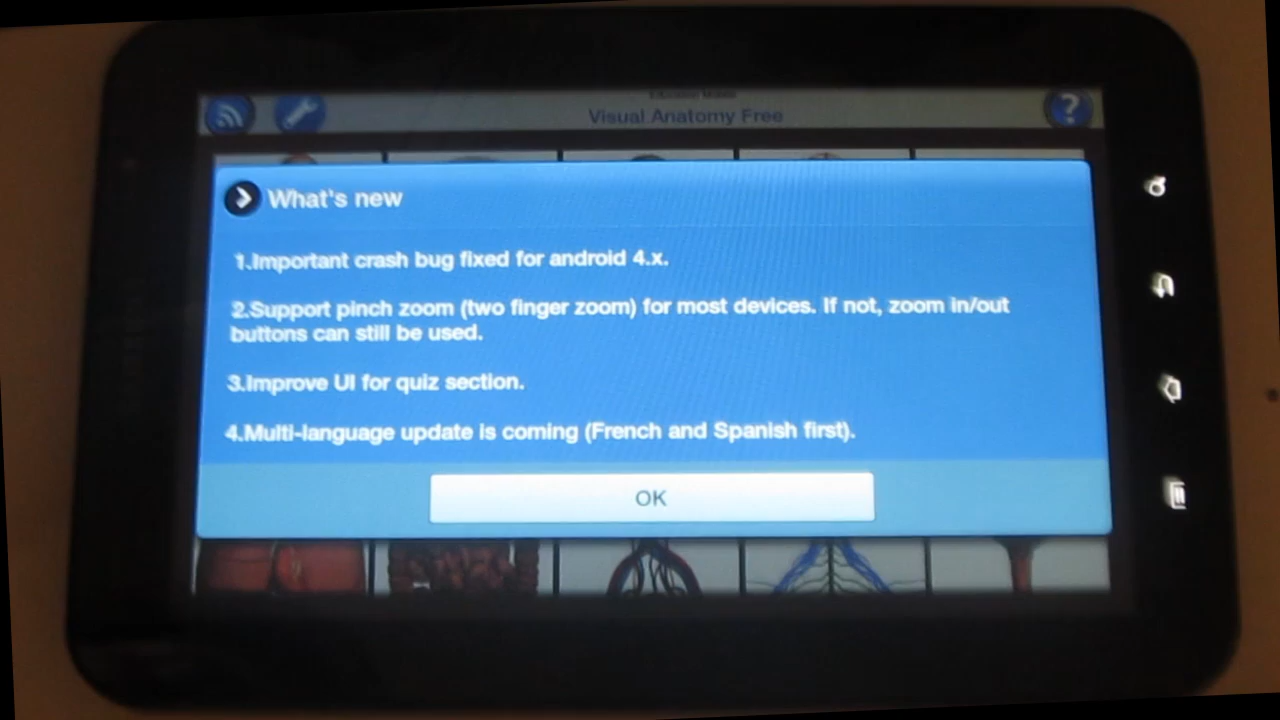 Visual Anatomy Free
?
What's new
1.Important crash bug fixed for android 4.x.
2.Support pinch zoom (two finger zoom) for most devices. If not, zoom in/out
buttons can still be used.
3.Improve UI for quiz section.
4.Multi-language update is coming (French and Spanish first).
OK